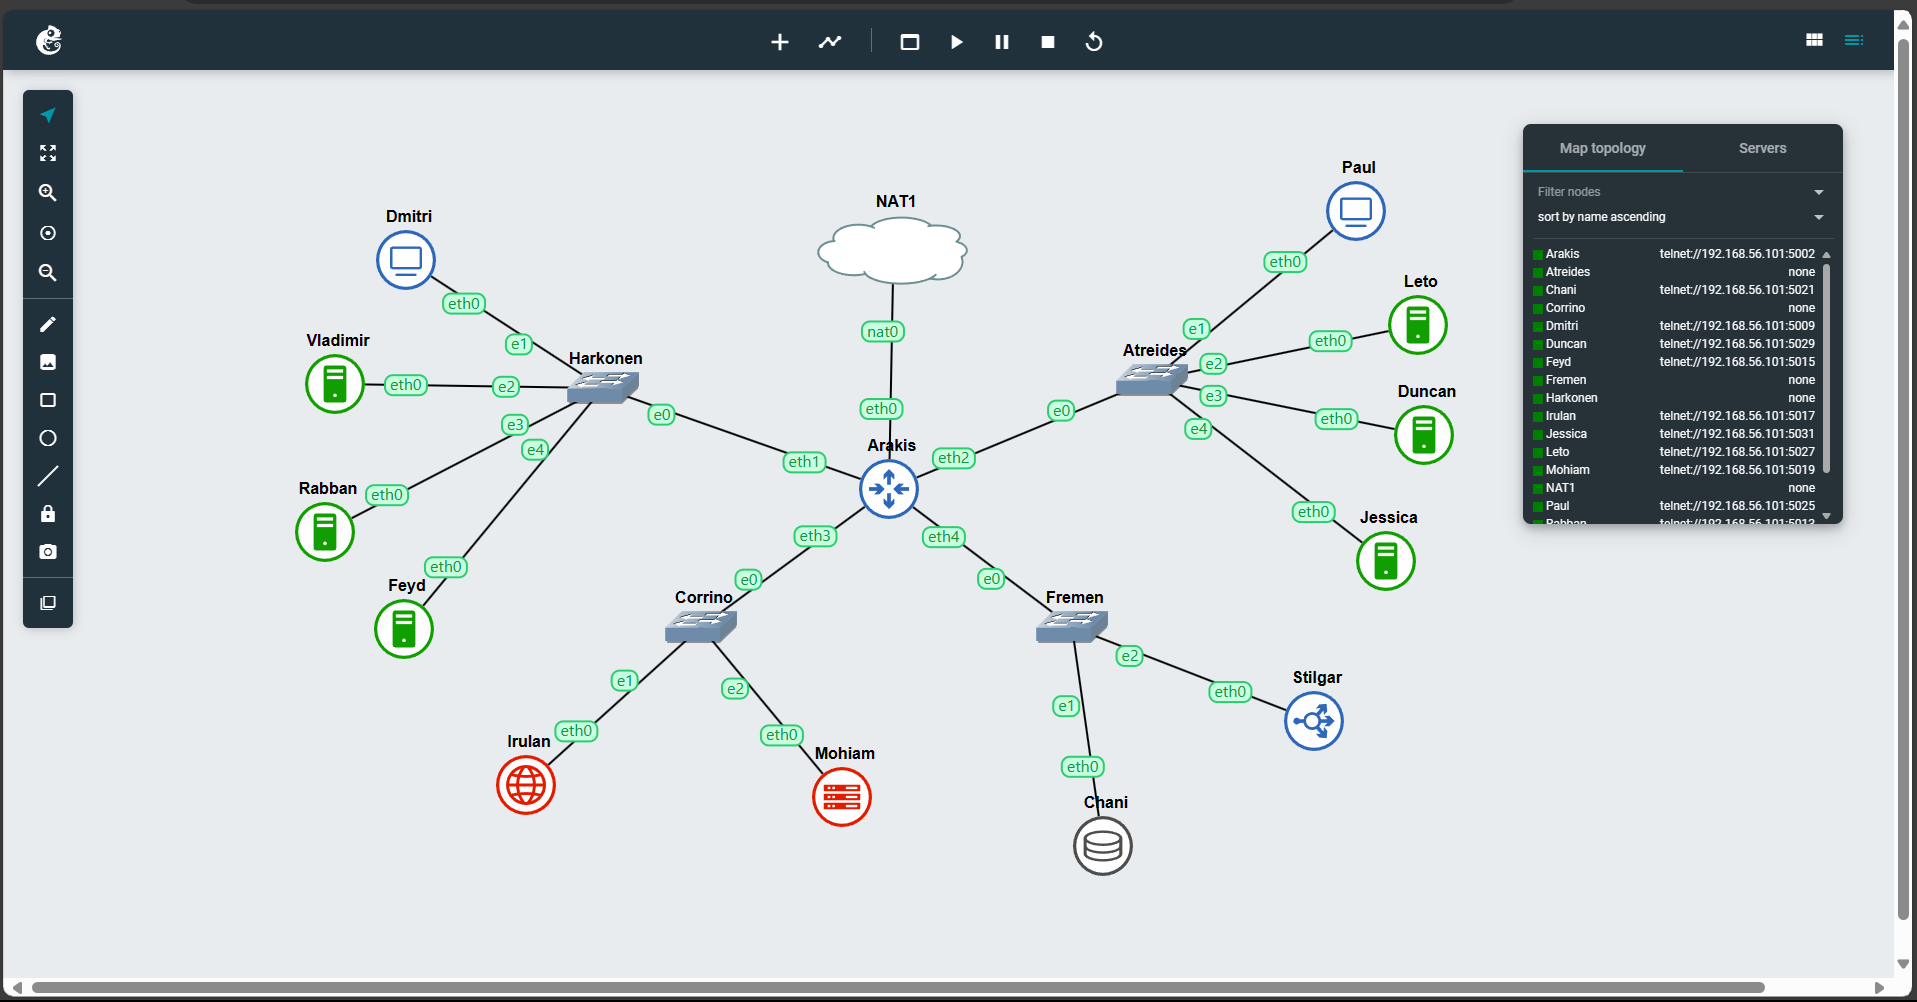 Paul
NAT1
Dmitri
eth0
Leto
eth0
nat0
e1
eth0
Vladimir
e1
Harkonen
Atreides
e2
eth0
e2
e0
Duncan
e3
eth0
eth0
e0
e3
e4
e4
Arakis
eth1
eth2
Rabban
eth0
eth0
Jessica
eth3
eth4
eth0
Feyd
e0
e0
Corrino
Fremen
e2
e1
Stilgar
e2
eth0
e1
eth0
eth0
Irulan
Mohiam
eth0
Chani
Map topology
Servers
Filter nodes
sort by name ascending
Arakis telnet://192.168.56.101:5002
Atreides none
Chani telnet://192.168.56.101:5021
Corrino none
Dmitri telnet://192.168.56.101:5009
Duncan telnet://192.168.56.101:5029
Feyd telnet://192.168.56.101:5015
Fremen none
Harkonen none
Irulan telnet://192.168.56.101:5017
Jessica telnet://192.168.56.101:5031
Leto telnet://192.168.56.101:5027
Mohiam telnet://192.168.56.101:5019
NAT1 none
Paul telnet://192.168.56.101:5025
Rabban telnet://192.168.56.101:5013